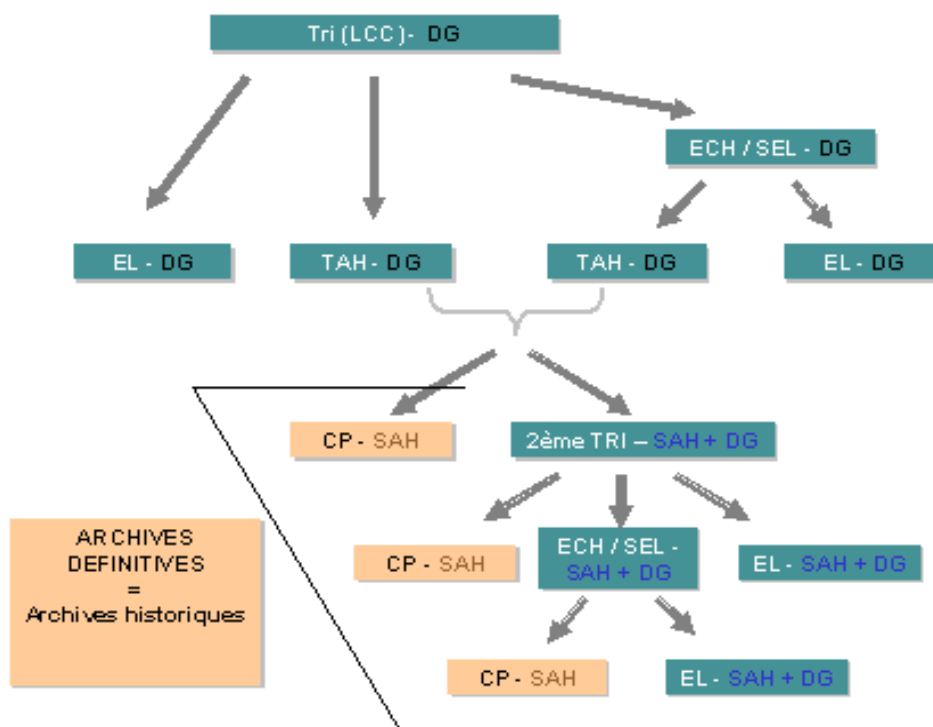 Tri (LCC)- DG
ECH / SEL - DG
EL - DG
TAH - DG
TAH - DG
EL - DG
CP - SAH
2ème TRI – SAH + DG
ARCHIVES
DEFINITIVES
=
Archives historiques
CP - SAH
ECH / SEL -
SAH + DG
EL - SAH + DG
CP - SAH
EL - SAH + DG